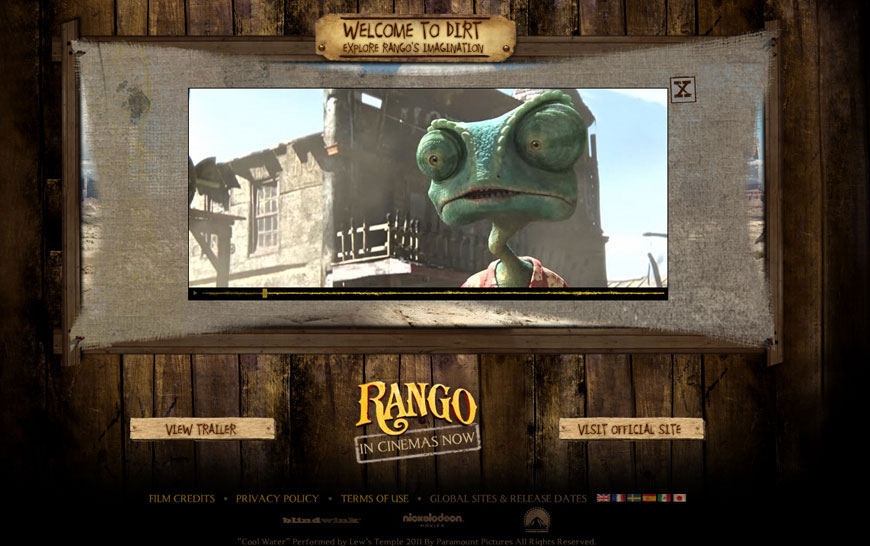 WELCOME TO DIRT
EXPLORE RANGO'S IMAGINATION
X
RANGO
IN CINEMAS NOW
VIEW TRAILER
VISIT OFFICIAL SITE
FILM CREDITS • PRIVACY POLICY • TERMS OF USE • GLOBAL SITES & RELEASE DATES
blindwink
nickelodeon
MOVIES
"Cool Water" Performed by Lew's Temple 2011 By Paramount Pictures All Rights Reserved.